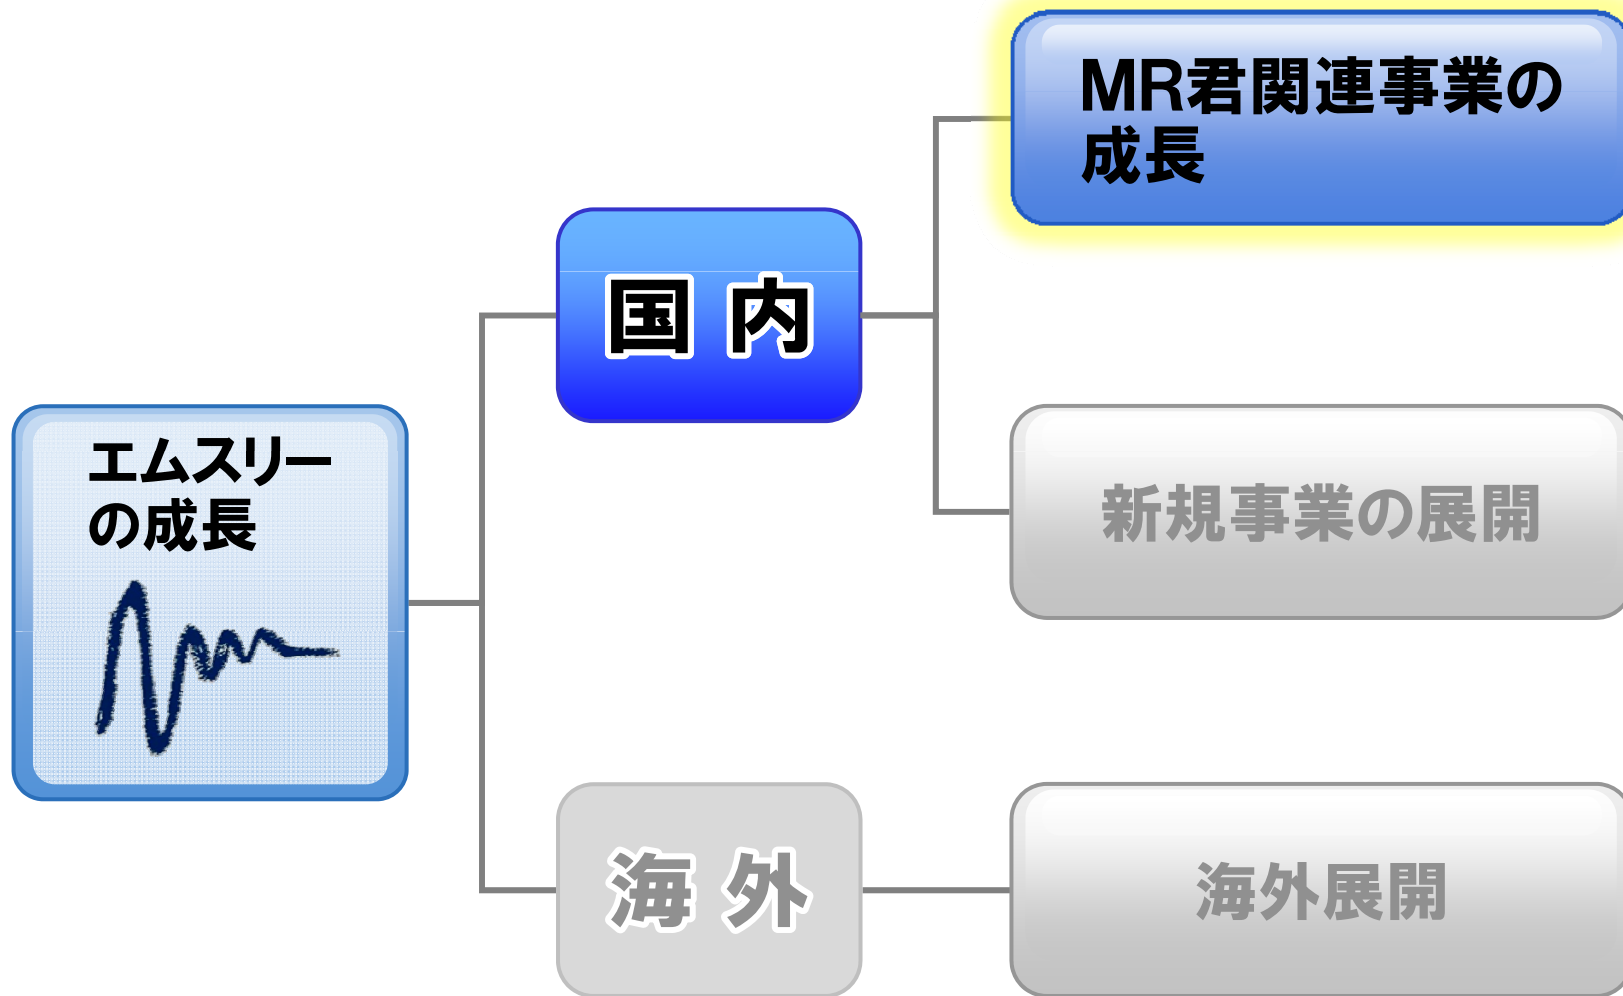 MR君関連事業の
成長
国内
エムスリー
の成長
新規事業の展開
海外
海外展開